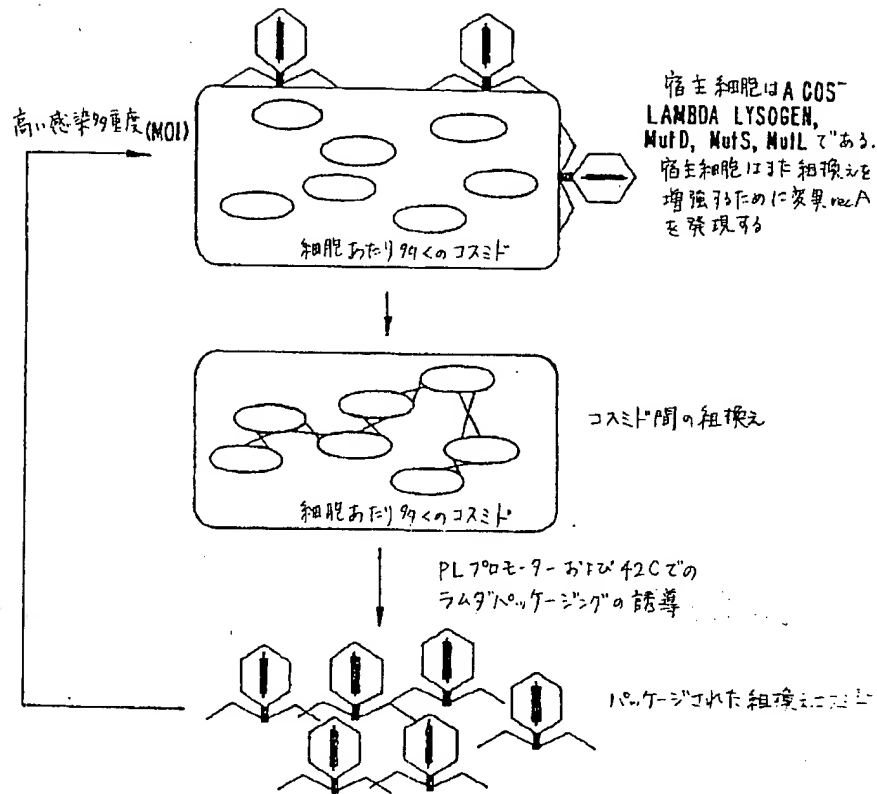 高い感染多重度(MOI)
宿主細胞は A COS⁻
LAMBDA LYSOGEN,
MutD, MutS, MutL である.
宿主細胞はまた組換えを
増強するために変異recA
を発現する
細胞あたり多くのコスミド
コスミド間の組換え
細胞あたり多くのコスミド
PLプロモーターおよび42Cでの
ラムダパッケージングの誘導
パッケージされた組換えコスミド